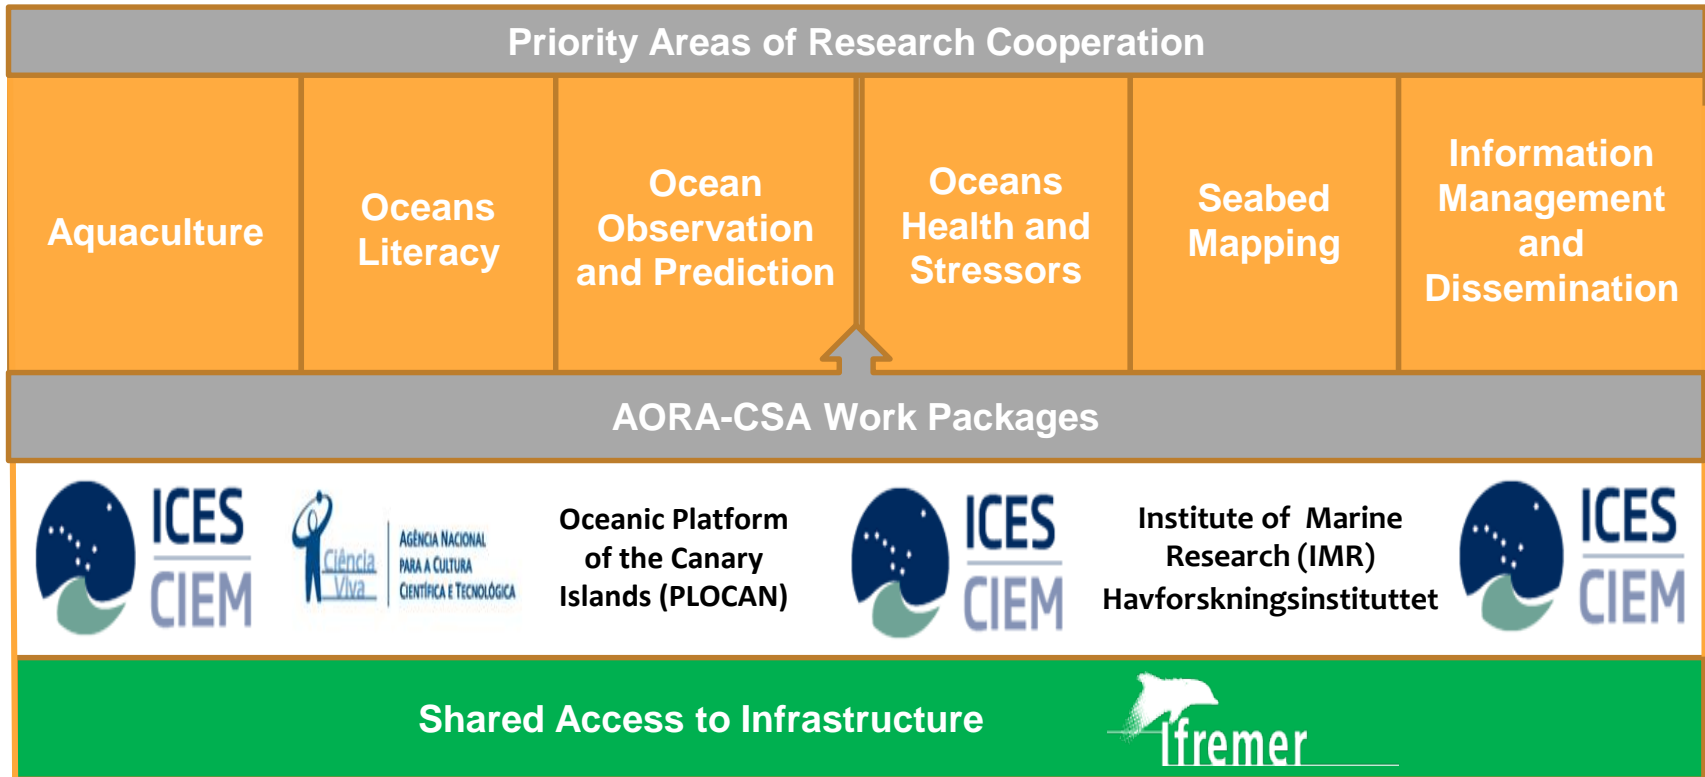 Priority Areas of Research Cooperation
Aquaculture
Oceans
Literacy
Ocean
Observation
and Prediction
Oceans
Health and
Stressors
Seabed
Mapping
Information
Management
and
Dissemination
AORA-CSA Work Packages
ICES
CIEM
Ciência
Viva
AGÊNCIA NACIONAL
PARA A CULTURA
CIENTÍFICA E TECNOLÓGICA
Oceanic Platform
of the Canary
Islands (PLOCAN)
ICES
CIEM
Institute of Marine
Research (IMR)
Havforskningsinstituttet
ICES
CIEM
Shared Access to Infrastructure
Ifremer